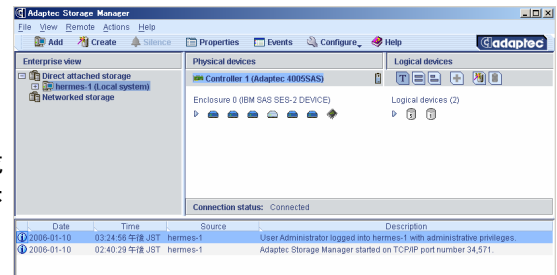 Adaptec Storage Manager
File View Remote Actions Help
Add Create Silence Properties Events Configure Help adaptec
Enterprise view
Direct attached storage
hermes-1 (Local system)
Networked storage
Physical devices
Controller 1 (Adaptec 4005SAS)
Enclosure 0 (IBM SAS SES-2 DEVICE)
Logical devices
Logical devices (2)
Connection status: Connected
Date Time Source Description
2006-01-10 03:24:56 午後 JST hermes-1 User Administrator logged into hermes-1 with administrative privileges.
2006-01-10 02:40:29 午後 JST hermes-1 Adaptec Storage Manager started on TCP/IP port number 34,571.